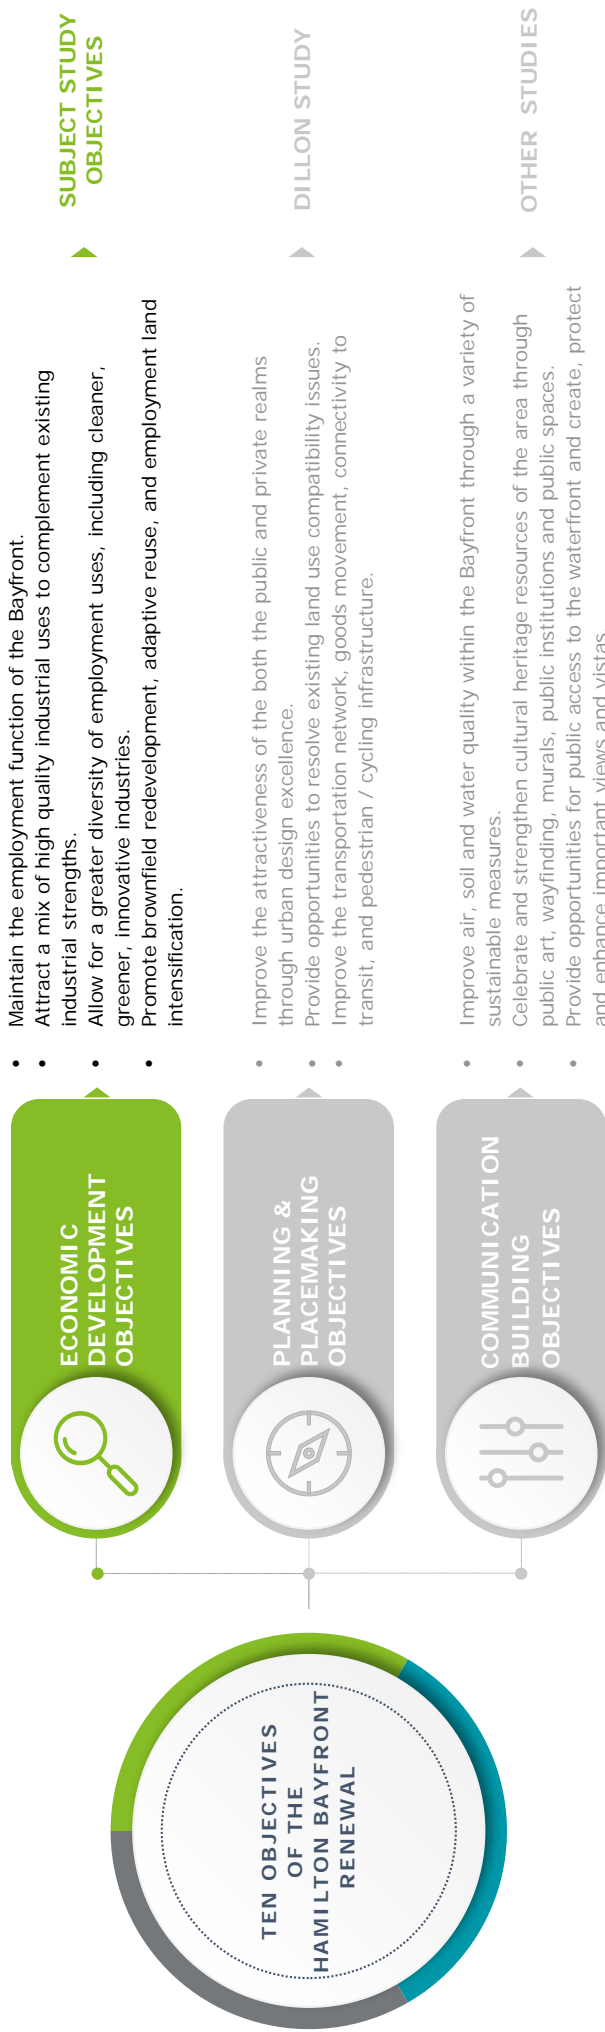 TEN OBJECTIVES
OF THE
HAMILTON BAYFRONT
RENEWAL
ECONOMIC
DEVELOPMENT
OBJECTIVES
• Maintain the employment function of the Bayfront.
• Attract a mix of high quality industrial uses to complement existing
industrial strengths.
• Allow for a greater diversity of employment uses, including cleaner,
greener, innovative industries.
• Promote brownfield redevelopment, adaptive reuse, and employment land
intensification.
SUBJECT STUDY
OBJECTIVES
PLANNING &
PLACEMAKING
OBJECTIVES
• Improve the attractiveness of the both the public and private realms
through urban design excellence.
• Provide opportunities to resolve existing land use compatibility issues.
• Improve the transportation network, goods movement, connectivity to
transit, and pedestrian / cycling infrastructure.
DILLON STUDY
COMMUNICATION
BUILDING
OBJECTIVES
• Improve air, soil and water quality within the Bayfront through a variety of
sustainable measures.
• Celebrate and strengthen cultural heritage resources of the area through
public art, wayfinding, murals, public institutions and public spaces.
• Provide opportunities for public access to the waterfront and create, protect
and enhance important views and vistas.
OTHER STUDIES